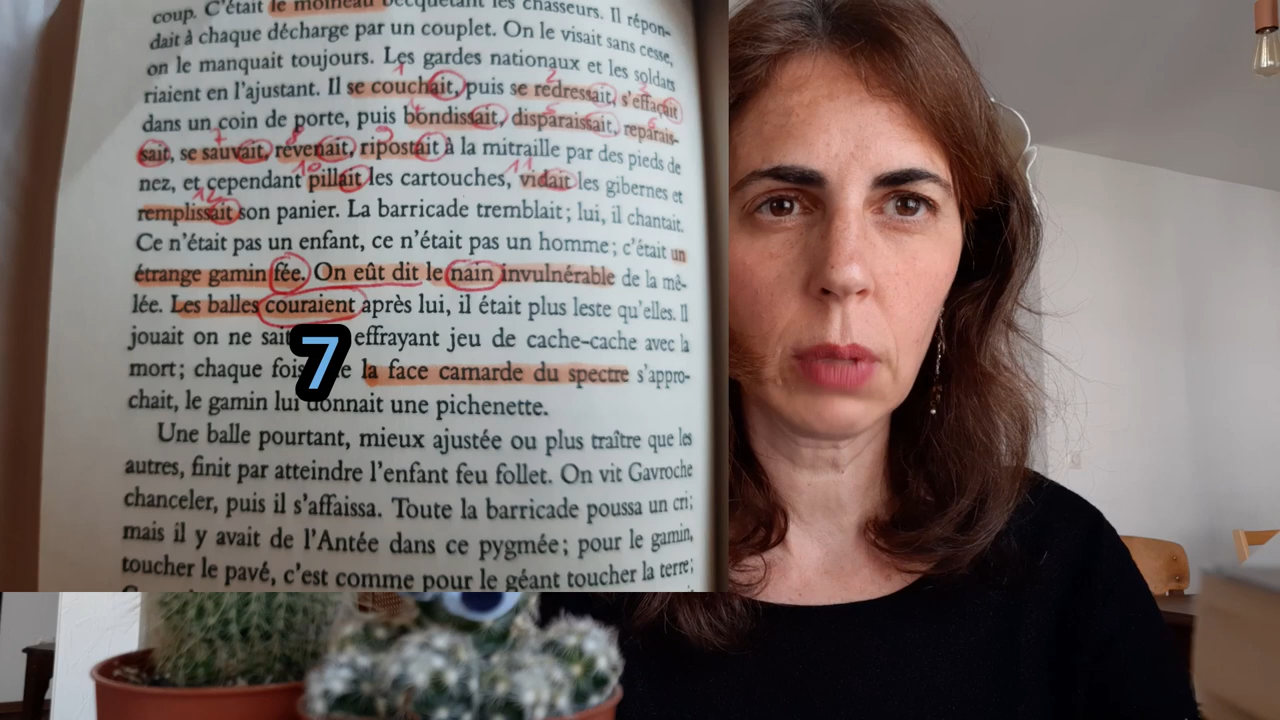 coup. C'était le moineau becquetant les chasseurs. Il répon-
dait à chaque décharge par un couplet. On le visait sans cesse,
on le manquait toujours. Les gardes nationaux et les soldats
riaient en l'ajustant. Il se couchait, puis se redressait, s'effaçait
dans un coin de porte, puis bondissait, disparaissait, reparais-
sait, se sauvait, revenait, ripostait à la mitraille par des pieds de
nez, et cependant pillait les cartouches, vidait les gibernes et
remplissait son panier. La barricade tremblait ; lui, il chantait.
Ce n'était pas un enfant, ce n'était pas un homme ; c'était un
étrange gamin fée. On eût dit le nain invulnérable de la mê-
lée. Les balles couraient après lui, il était plus leste qu'elles. Il
jouait on ne sait effrayant jeu de cache-cache avec la
mort ; chaque fois la face camarde du spectre s'appro-
chait, le gamin lui donnait une pichenette.
Une balle pourtant, mieux ajustée ou plus traître que les
autres, finit par atteindre l'enfant feu follet. On vit Gavroche
chanceler, puis il s'affaissa. Toute la barricade poussa un cri ;
mais il y avait de l'Antée dans ce pygmée ; pour le gamin,
toucher le pavé, c'est comme pour le géant toucher la terre ;
7